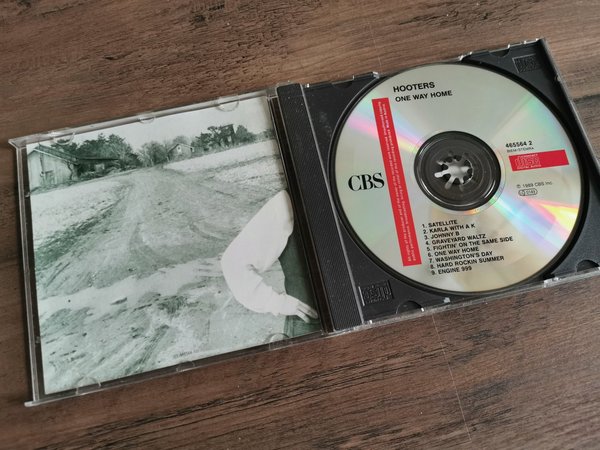 HOOTERS
ONE WAY HOME
CBS
465564 2
BIEM/STEMRA
℗ 1989 CBS Inc.
1. SATELLITE
2. KARLA WITH A K
3. JOHNNY B
4. GRAVEYARD WALTZ
5. FIGHTIN' ON THE SAME SIDE
6. ONE WAY HOME
7. WASHINGTON'S DAY
8. HARD ROCKIN SUMMER
9. ENGINE 999